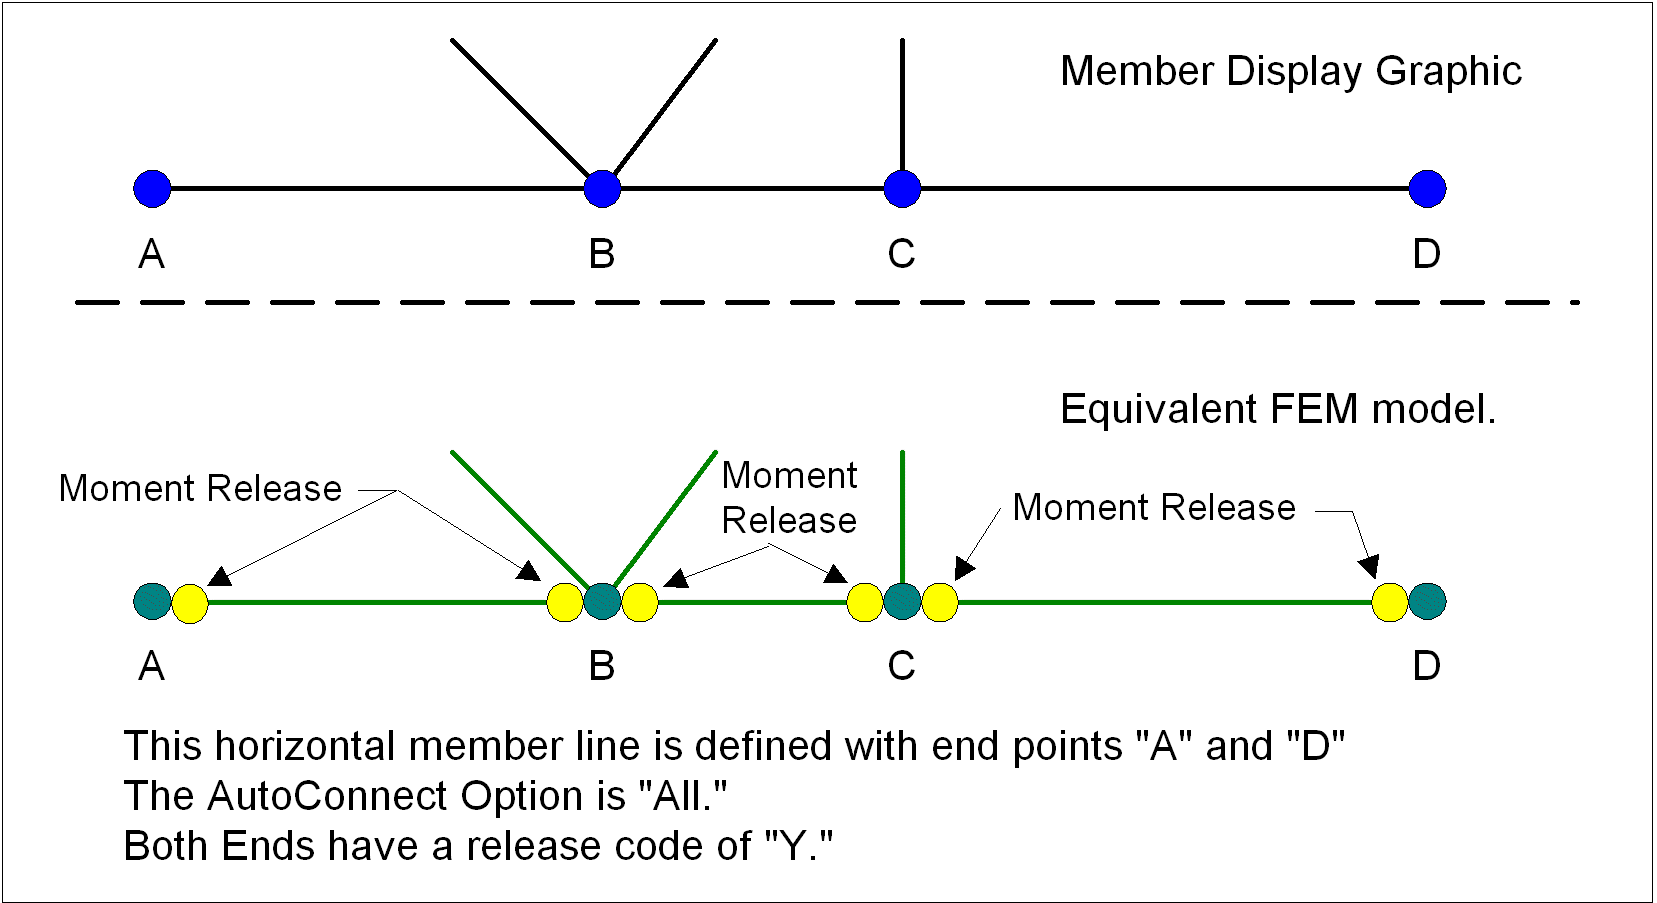 Member Display Graphic
A B C D
Equivalent FEM model.
Moment Release
Moment
Release
Moment Release
A B C D
This horizontal member line is defined with end points "A" and "D"
The AutoConnect Option is "All."
Both Ends have a release code of "Y."